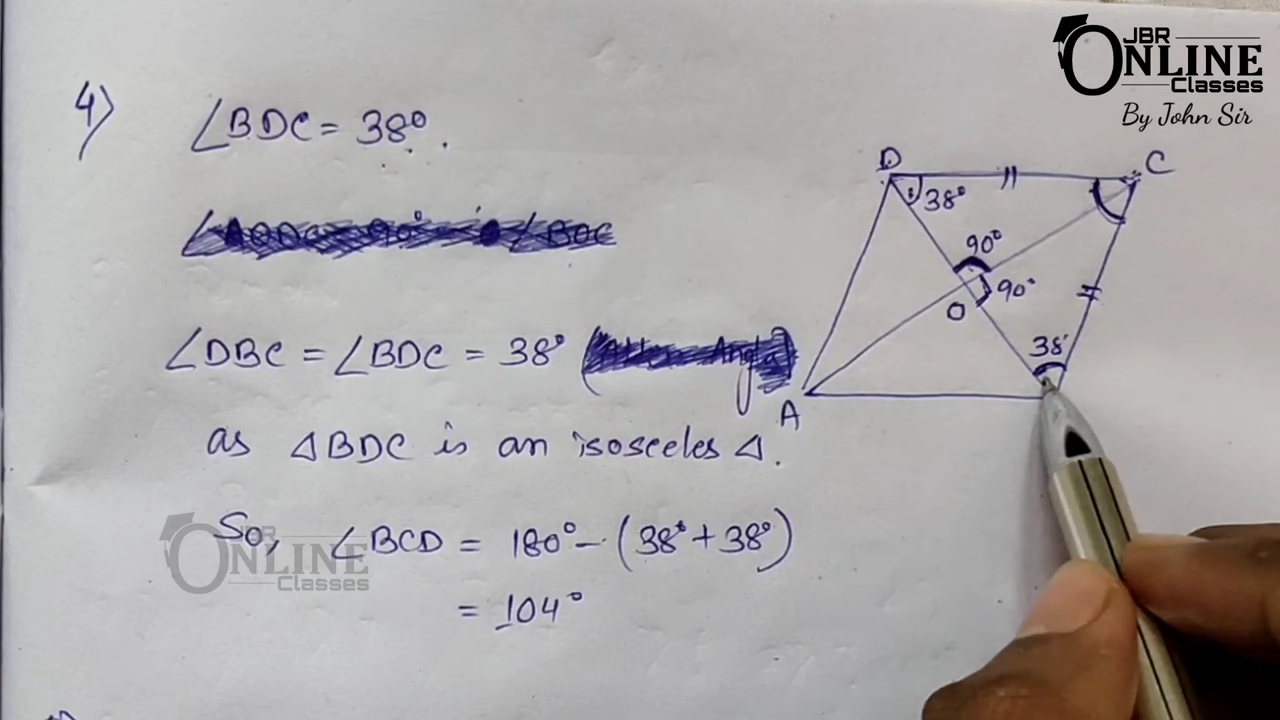 JBR
ONLINE
Classes
By John Sir
4) ∠BDC = 38°.
∠DBC = ∠BDC = 38°
as △BDC is an isosceles △.
So, ∠BCD = 180° - (38° + 38°)
= 104°
D
C
38°
90°
90°
O
38°
A
JBR
ONLINE
Classes